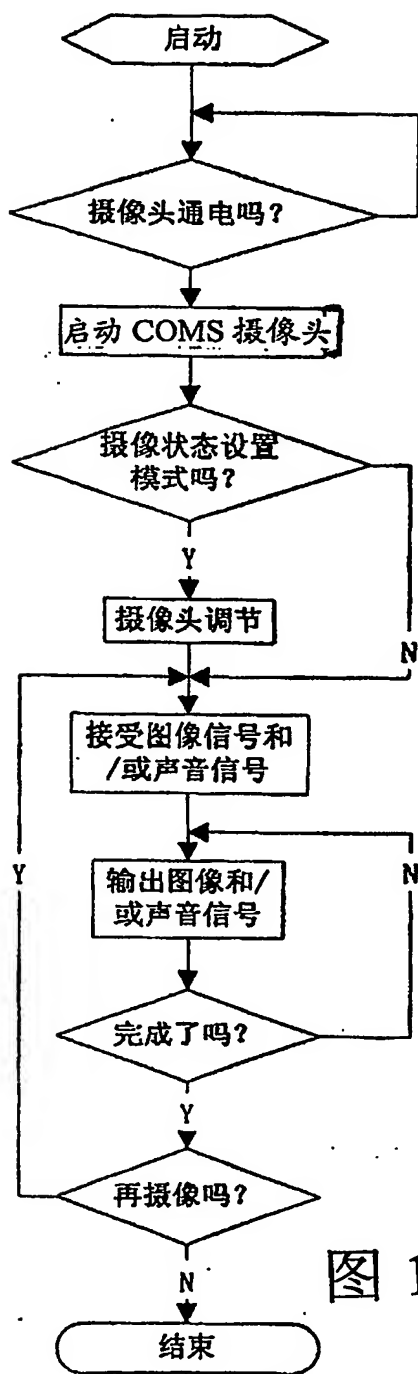 启动
摄像头通电吗?
启动 COMS 摄像头
摄像状态设置
模式吗?
Y
摄像头调节
N
接受图像信号和
/或声音信号
Y
N
输出图像和/
或声音信号
完成了吗?
Y
再摄像吗?
N
结束
图 1